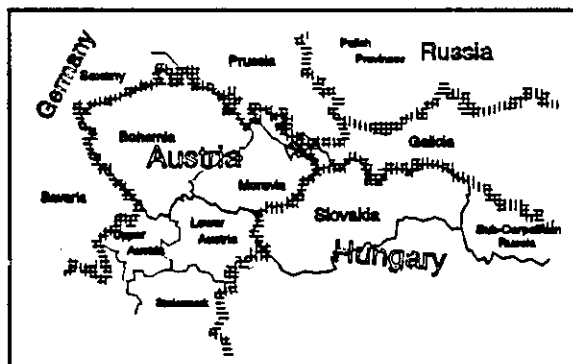 Germany
Saxony
Prussia
Polish
Provinces
Russia
Bohemia
Austria
Galicia
Bavaria
Moravia
Slovakia
Upper
Austria
Lower
Austria
Hungary
Sub-Carpathian
Russia